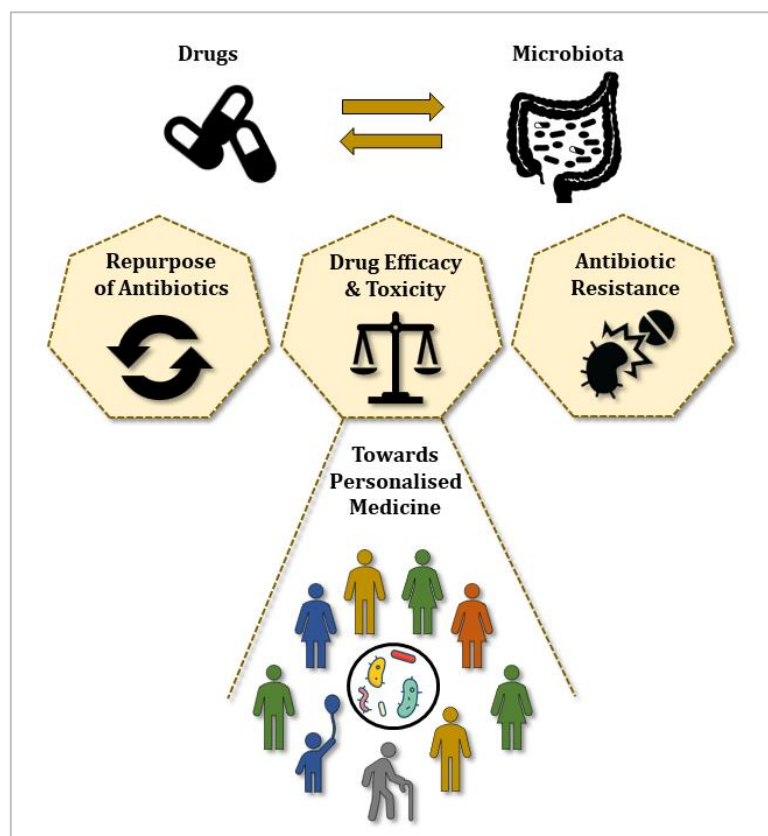 Drugs
Microbiota
Repurpose
of Antibiotics
Drug Efficacy
& Toxicity
Antibiotic
Resistance
Towards
Personalised
Medicine